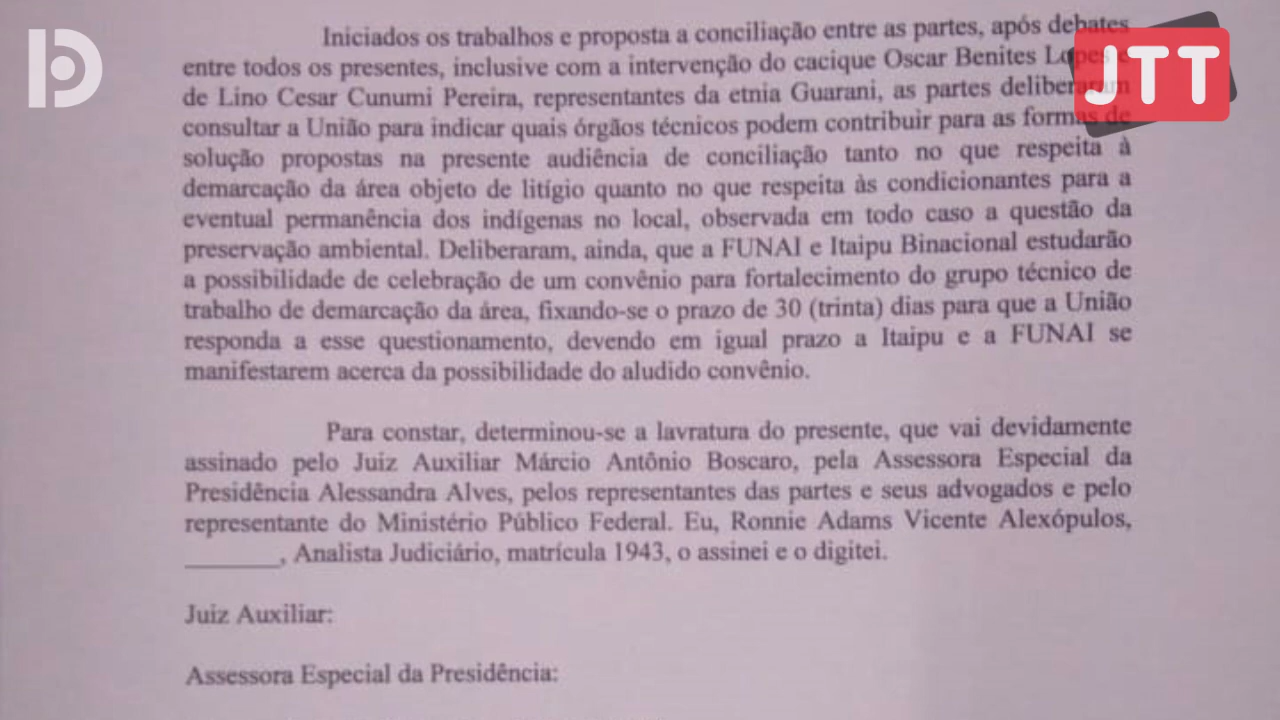 Iniciados os trabalhos e proposta a conciliação entre as partes, após debates
entre todos os presentes, inclusive com a intervenção do cacique Oscar Benites Lopes e
de Lino Cesar Cunumi Pereira, representantes da etnia Guarani, as partes deliberaram
consultar a União para indicar quais órgãos técnicos podem contribuir para as formas de
solução propostas na presente audiência de conciliação tanto no que respeita à
demarcação da área objeto de litígio quanto no que respeita às condicionantes para a
eventual permanência dos indígenas no local, observada em todo caso a questão da
preservação ambiental. Deliberaram, ainda, que a FUNAI e Itaipu Binacional estudarão
a possibilidade de celebração de um convênio para fortalecimento do grupo técnico de
trabalho de demarcação da área, fixando-se o prazo de 30 (trinta) dias para que a União
responda a esse questionamento, devendo em igual prazo a Itaipu e a FUNAI se
manifestarem acerca da possibilidade do aludido convênio.
Para constar, determinou-se a lavratura do presente, que vai devidamente
assinado pelo Juiz Auxiliar Márcio Antônio Boscaro, pela Assessora Especial da
Presidência Alessandra Alves, pelos representantes das partes e seus advogados e pelo
representante do Ministério Público Federal. Eu, Ronnie Adams Vicente Alexópulos,
________, Analista Judiciário, matrícula 1943, o assinei e o digitei.
Juiz Auxiliar:
Assessora Especial da Presidência:
JTT